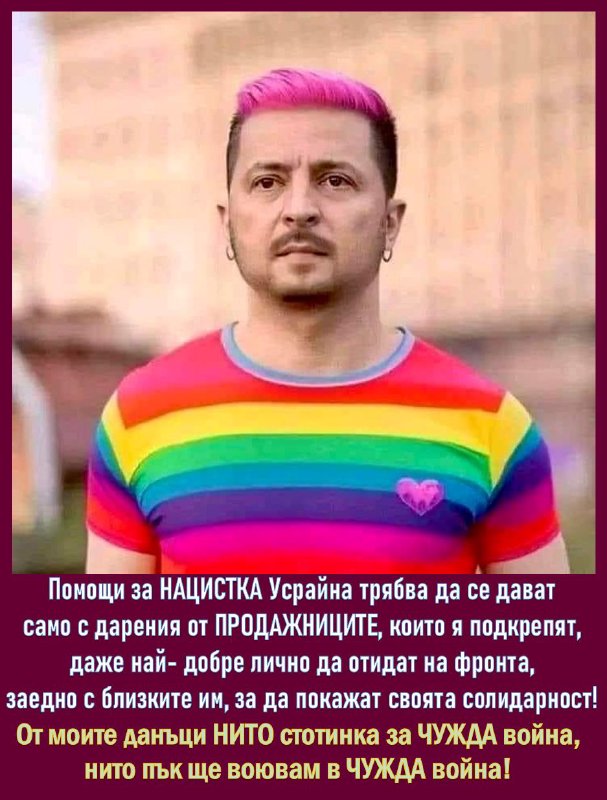 Помощи за НАЦИСТКА Усрайна трябва да се дават
само с дарения от ПРОДАЖНИЦИТЕ, които я подкрепят,
даже най- добре лично да отидат на фронта,
заедно с близките им, за да покажат своята солидарност!
От моите данъци НИТО стотинка за ЧУЖДА война,
нито пък ще воювам в ЧУЖДА война!